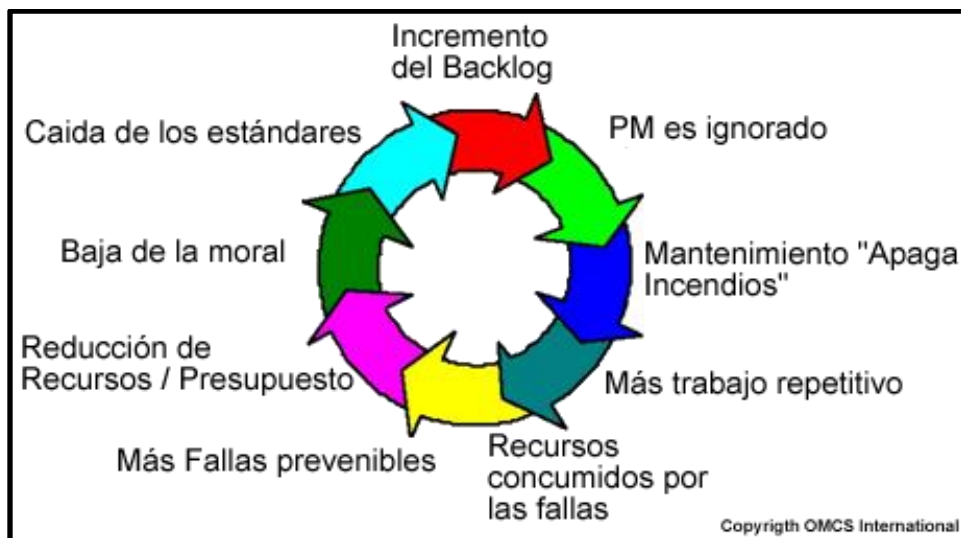 Incremento
del Backlog
PM es ignorado
Mantenimiento "Apaga
Incendios"
Más trabajo repetitivo
Recursos
concumidos por
las fallas
Más Fallas prevenibles
Reducción de
Recursos / Presupuesto
Baja de la moral
Caida de los estándares
Copyrigth OMCS International